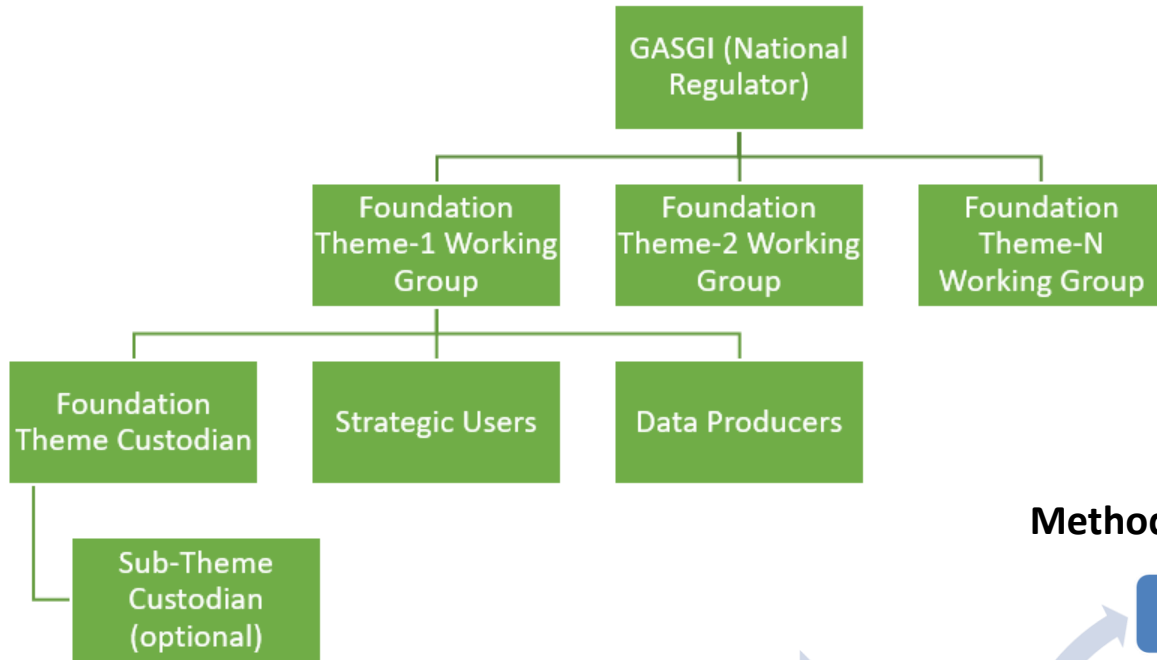 GASGI (National
Regulator)
Foundation
Theme-1 Working
Group
Foundation
Theme-2 Working
Group
Foundation
Theme-N
Working Group
Foundation
Theme Custodian
Strategic Users
Data Producers
Sub-Theme
Custodian
(optional)